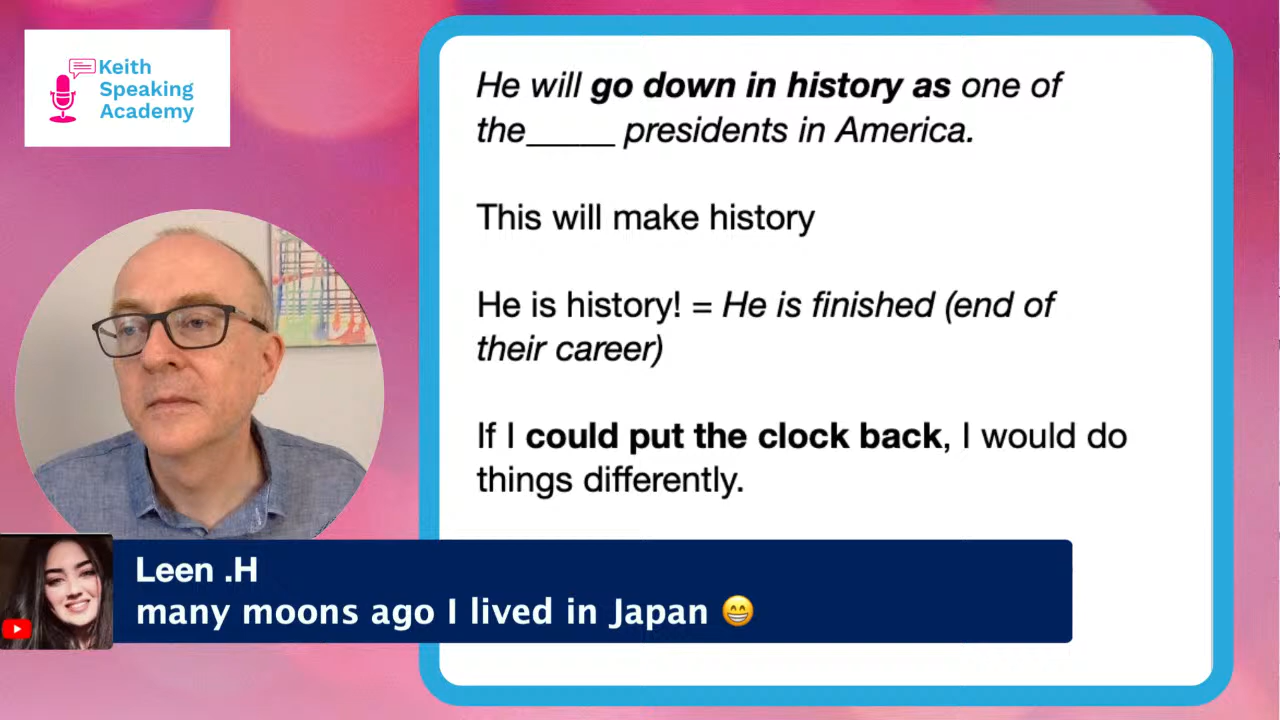 Keith
Speaking
Academy
He will go down in history as one of
the_____ presidents in America.
This will make history
He is history! = He is finished (end of
their career)
If I could put the clock back, I would do
things differently.
Leen .H
many moons ago I lived in Japan 😁